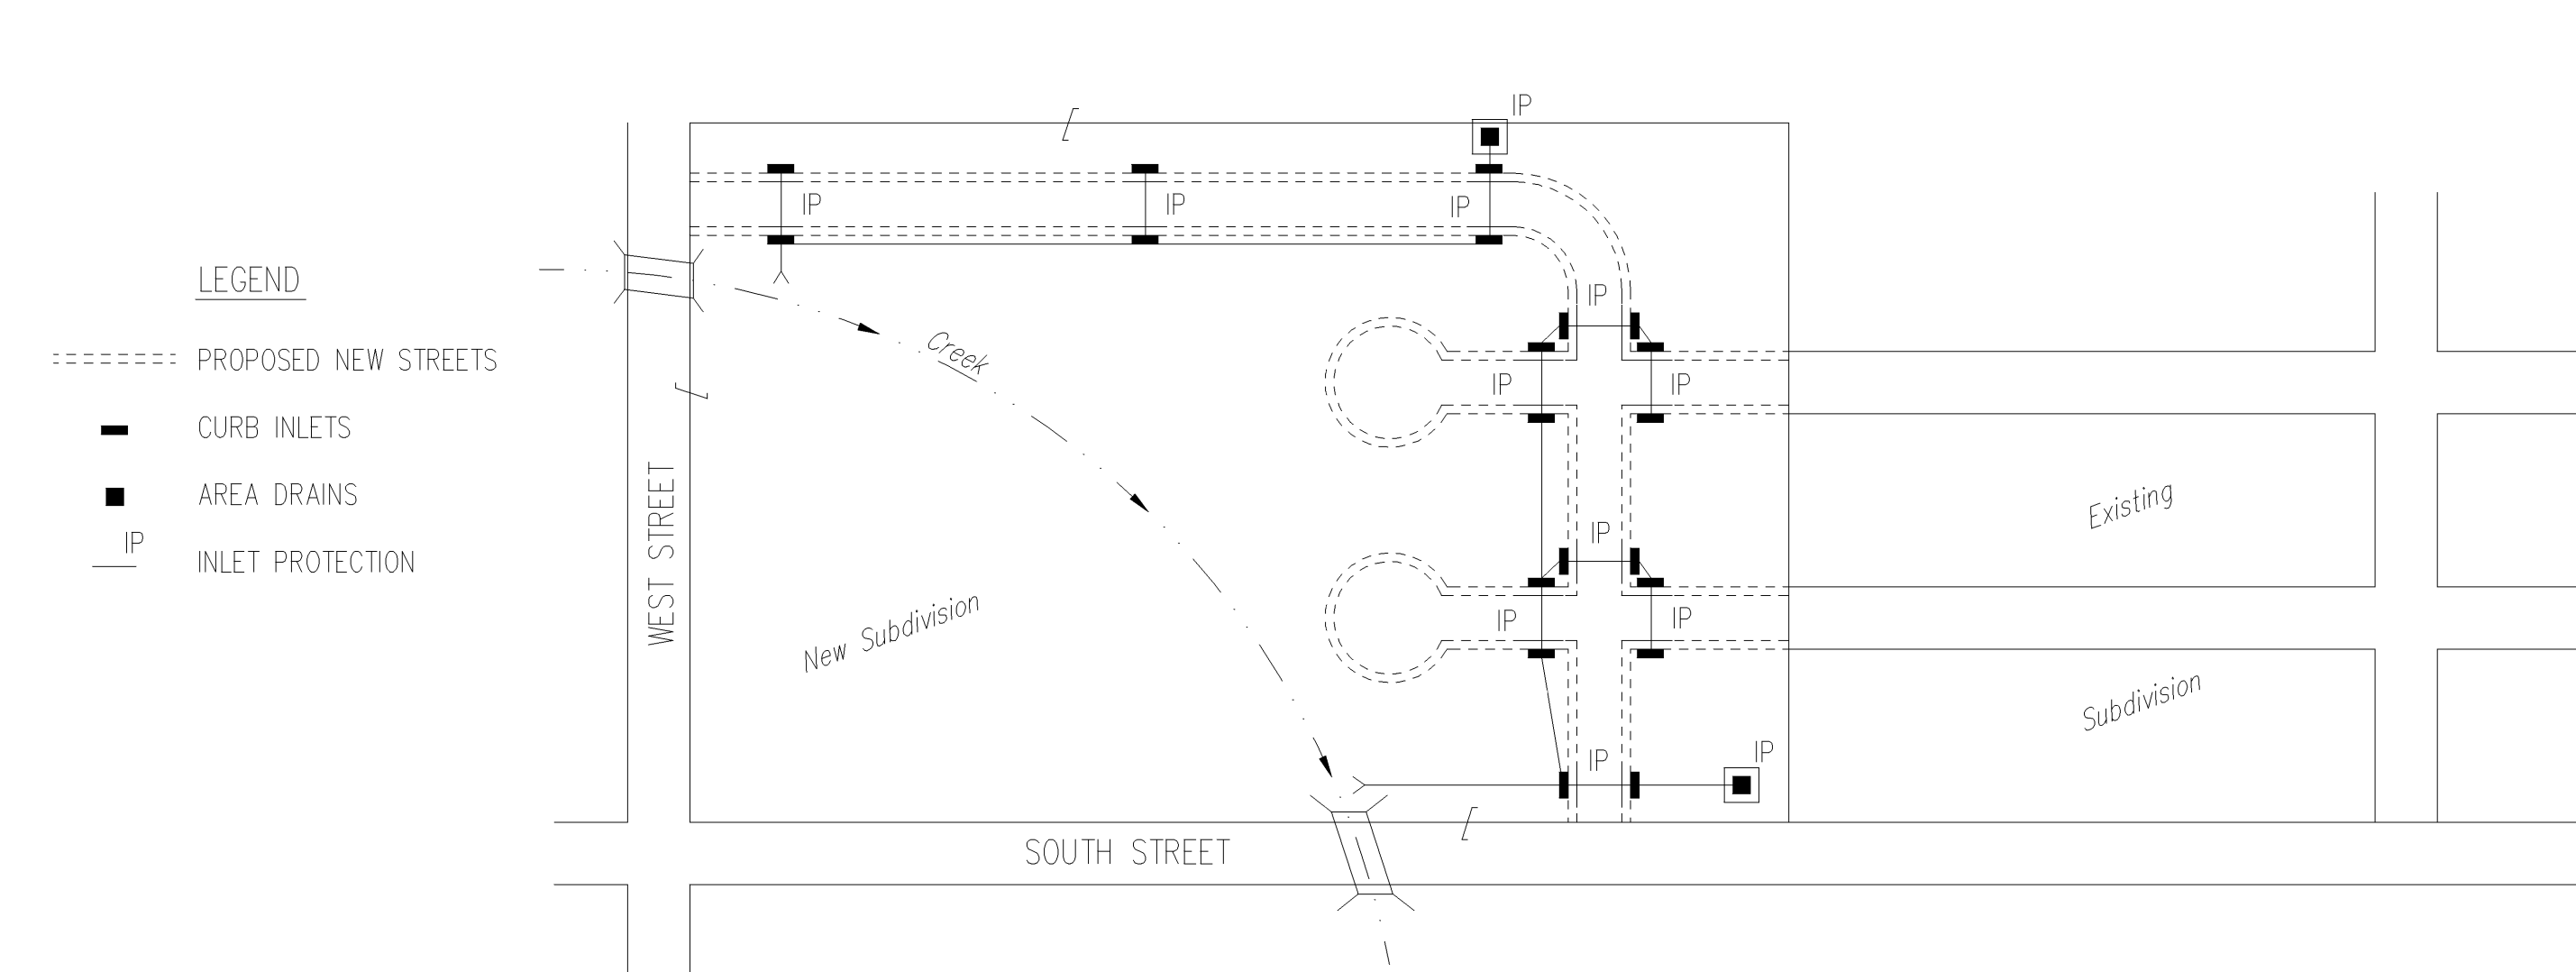 IP
IP
IP
IP
LEGEND
IP
PROPOSED NEW STREETS
Creek
IP
IP
CURB INLETS
AREA DRAINS
Existing
IP
IP
INLET PROTECTION
WEST STREET
New Subdivision
IP
IP
Subdivision
IP
IP
SOUTH STREET